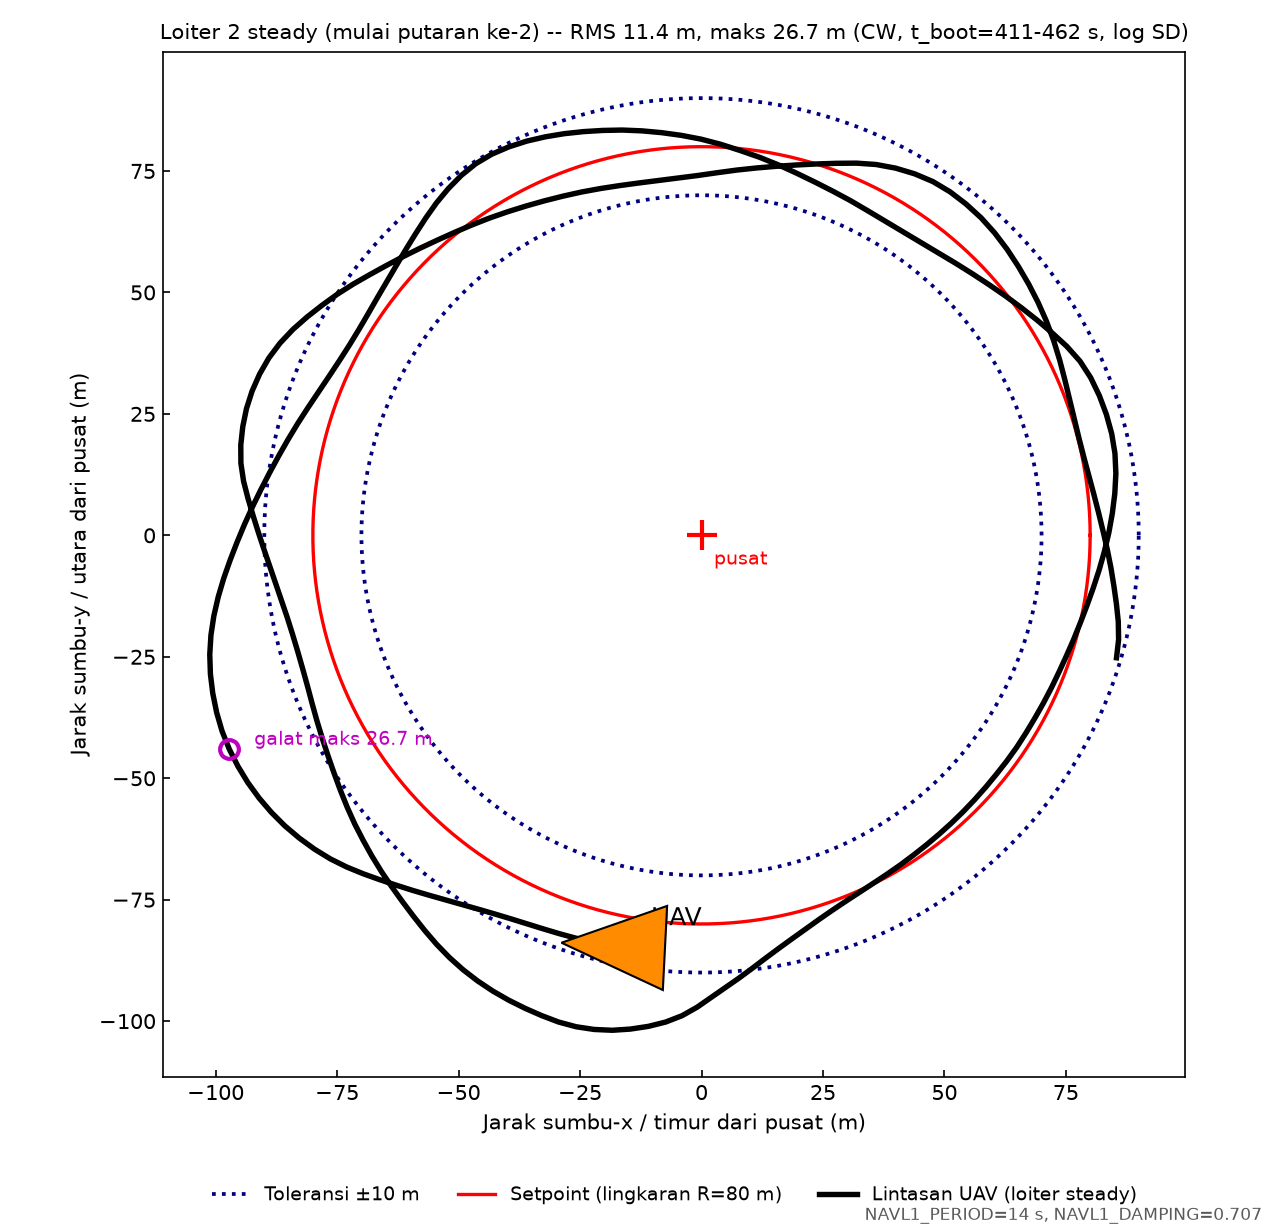 Loiter 2 steady (mulai putaran ke-2) -- RMS 11.4 m, maks 26.7 m (CW, t_boot=411-462 s, log SD)
Jarak sumbu-y / utara dari pusat (m)
75
50
25
0
−25
−50
−75
−100
pusat
galat maks 26.7 m
UAV
−100 −75 −50 −25 0 25 50 75
Jarak sumbu-x / timur dari pusat (m)
Toleransi ±10 m Setpoint (lingkaran R=80 m) Lintasan UAV (loiter steady)
NAVL1_PERIOD=14 s, NAVL1_DAMPING=0.707